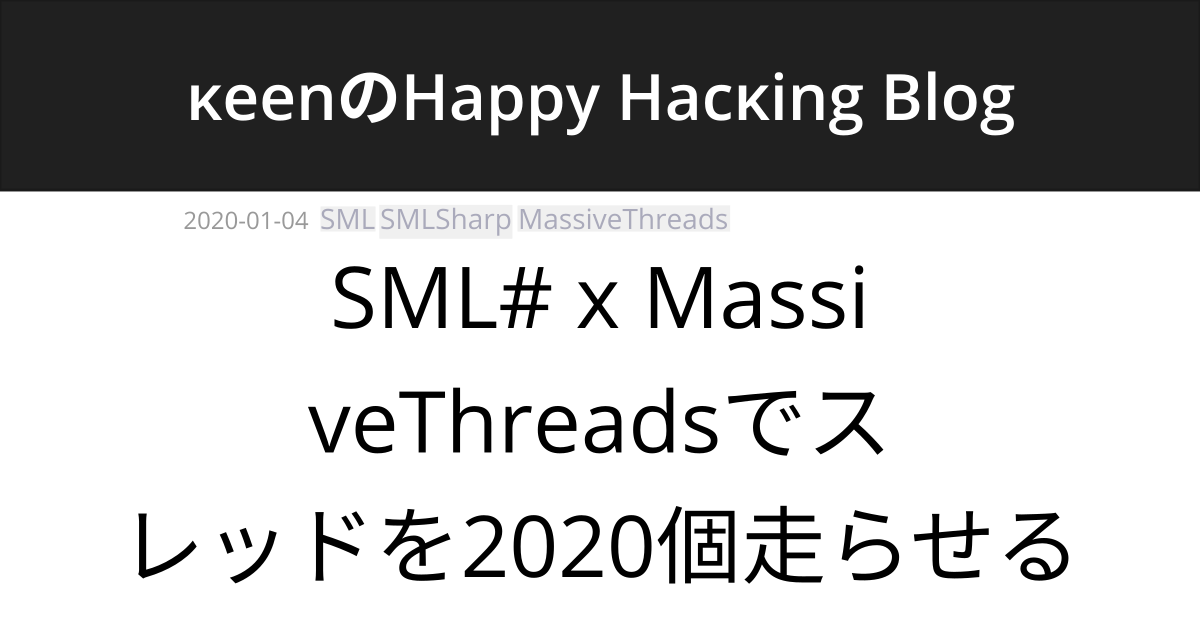 κeenのHappy Hacκing Blog
2020-01-04 SML SMLSharp MassiveThreads
SML# x Massi
veThreadsでス
レッドを2020個走らせる